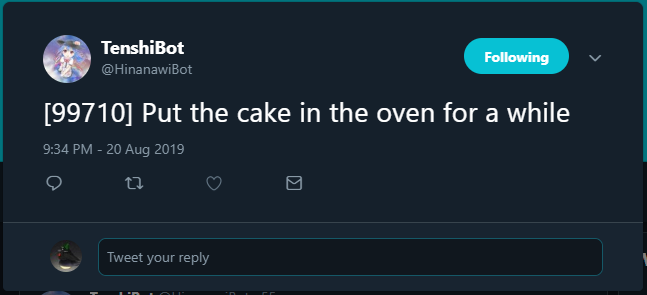 TenshiBot
@HinanawiBot
Following
[99710] Put the cake in the oven for a while
9:34 PM - 20 Aug 2019
Tweet your reply